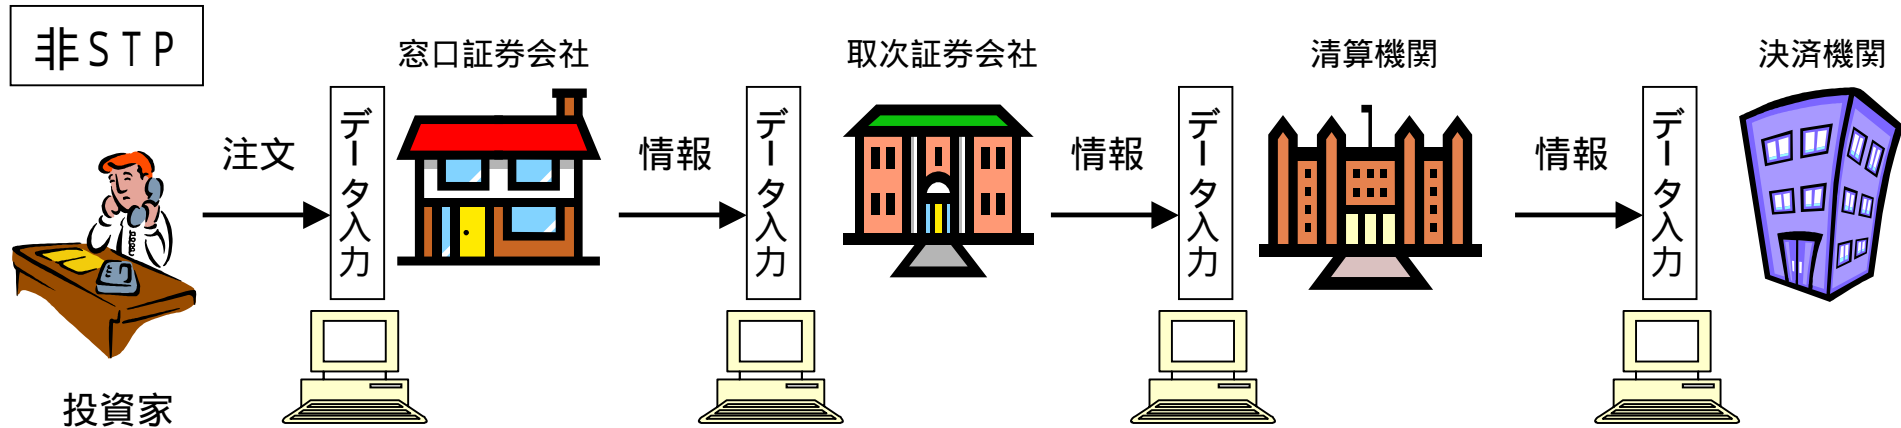 非ＳＴＰ
窓口証券会社
取次証券会社
清算機関
決済機関
注文
データ入力
情報
データ入力
情報
データ入力
情報
データ入力
投資家